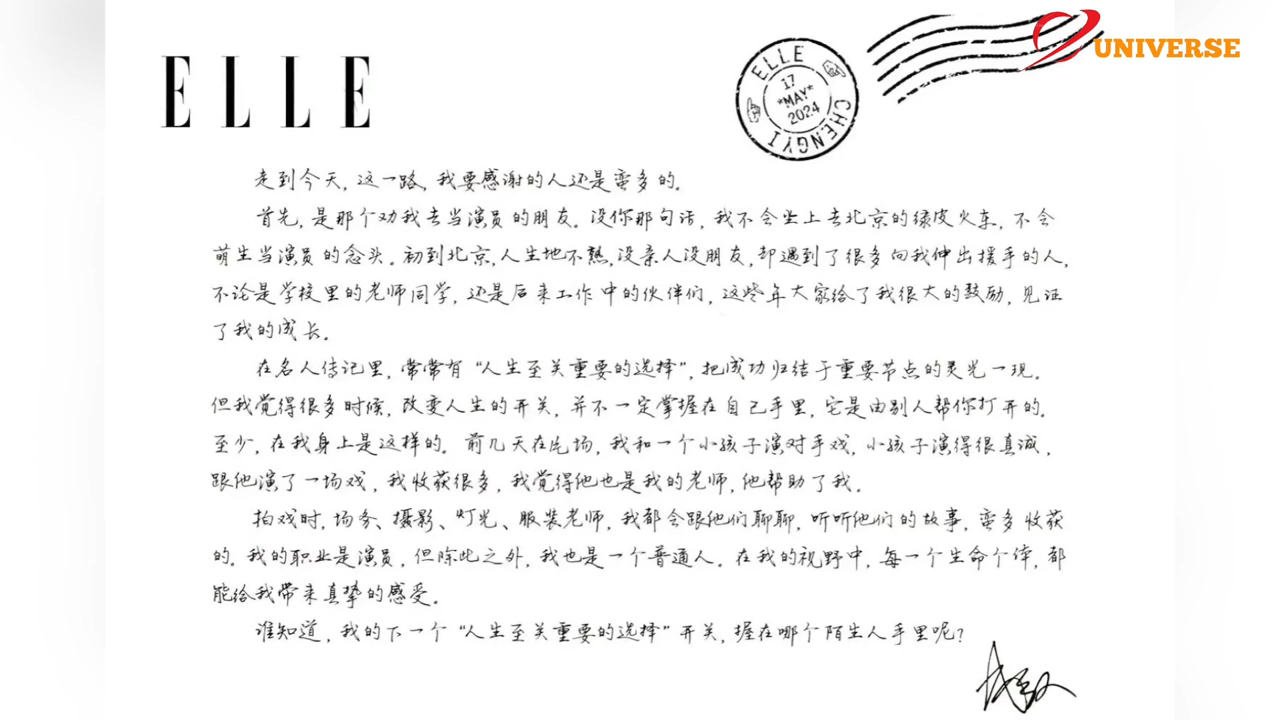 ELLE
ELLE
17
*MAY*
2024
CHENGYI
UNIVERSE
走到今天,这一路,我要感谢的人还是蛮多的。
首先,是那个劝我去当演员的朋友。没你那句话,我不会坐上去北京的绿皮火车,不会
萌生当演员的念头。初到北京,人生地不熟,没亲人没朋友,却遇到了很多向我伸出援手的人,
不论是学校里的老师同学,还是后来工作中的伙伴们,这些年大家给了我很大的鼓励,见证
了我的成长。
在名人传记里,常常有“人生至关重要的选择”,把成功归结于重要节点的灵光一现。
但我觉得很多时候,改变人生的开关,并不一定掌握在自己手里,它是由别人帮你打开的。
至少,在我身上是这样的。前几天在片场,我和一个小孩子演对手戏,小孩子演得很真诚,
跟他演了一场戏,我收获很多,我觉得他也是我的老师,他帮助了我。
拍戏时,场务、摄影、灯光、服装老师,我都会跟他们聊聊,听听他们的故事,蛮多收获
的。我的职业是演员,但除此之外,我也是一个普通人。在我的视野中,每一个生命个体,都
能给我带来真挚的感受。
谁知道,我的下一个“人生至关重要的选择”开关,握在哪个陌生人手里呢?